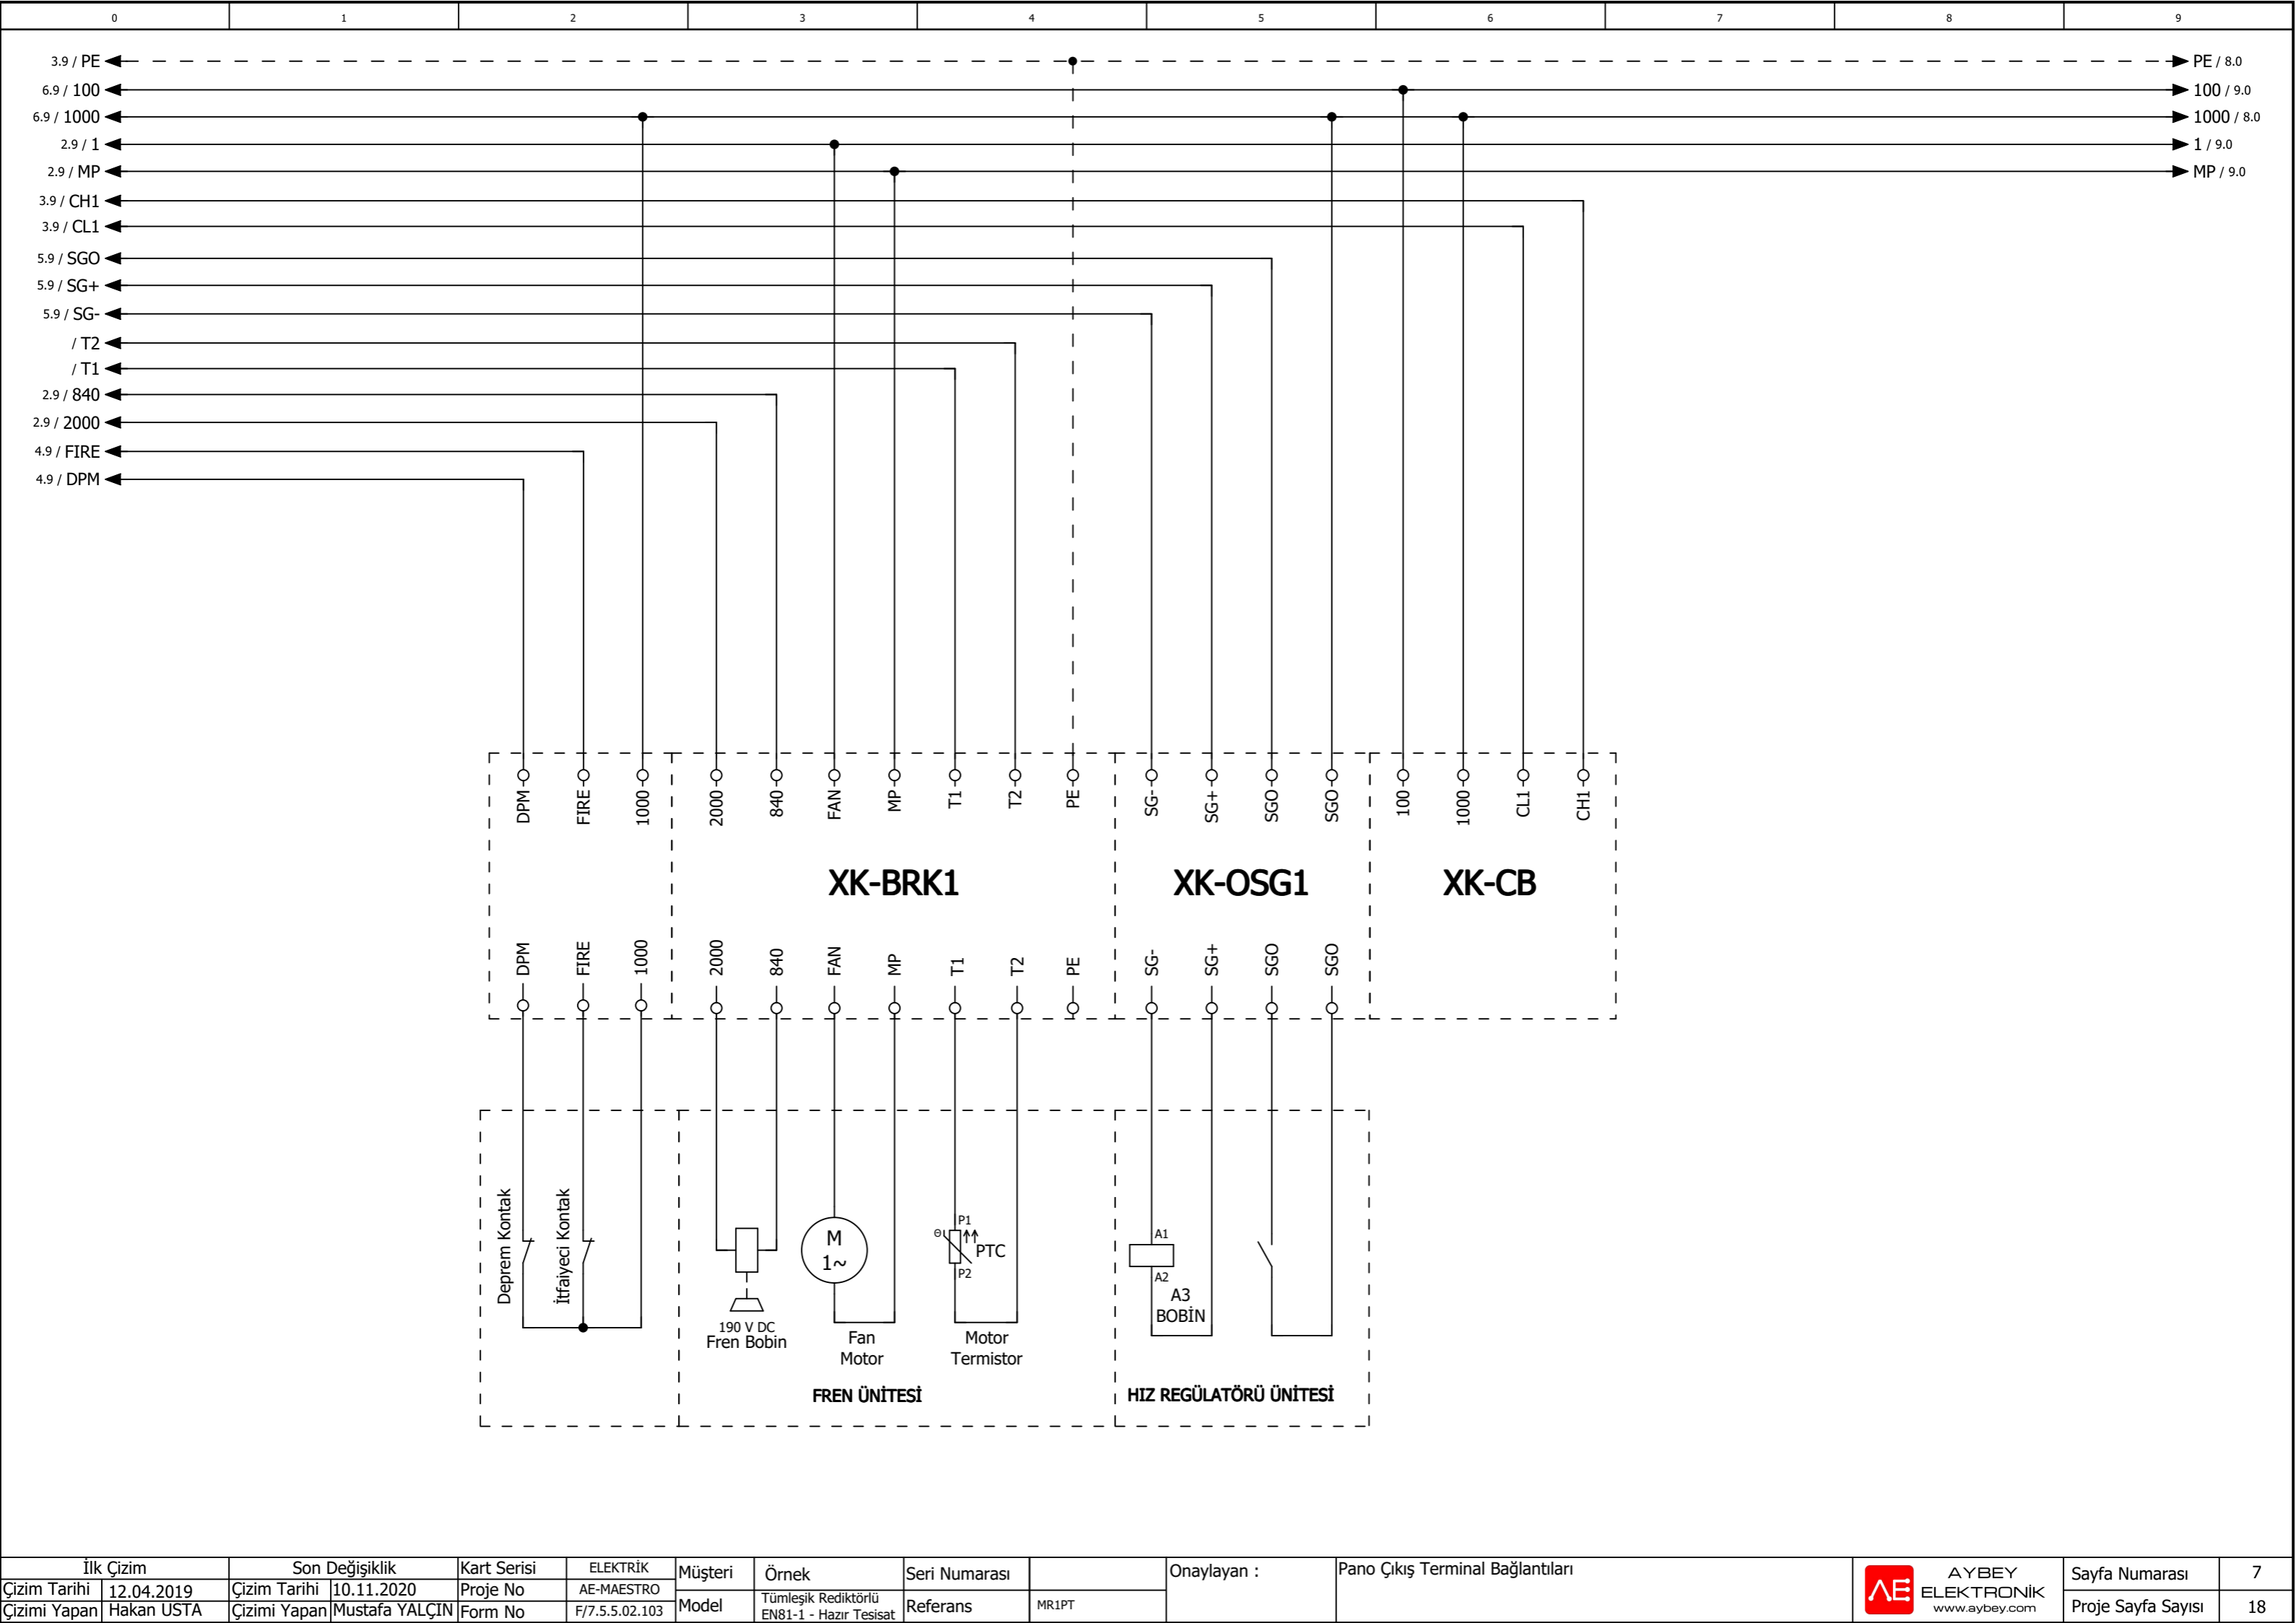 0 1 2 3 4 5 6 7 8 9
3.9 / PE PE / 8.0
6.9 / 100 100 / 9.0
6.9 / 1000 1000 / 8.0
2.9 / 1 1 / 9.0
2.9 / MP MP / 9.0
3.9 / CH1
3.9 / CL1
5.9 / SGO
5.9 / SG+
5.9 / SG-
/ T2
/ T1
2.9 / 840
2.9 / 2000
4.9 / FIRE
4.9 / DPM
DPM FIRE 1000 2000 840 FAN MP T1 T2 PE SG- SG+ SGO SGO 100 1000 CL1 CH1
XK-BRK1 XK-OSG1 XK-CB
DPM FIRE 1000 2000 840 FAN MP T1 T2 PE SG- SG+ SGO SGO
Deprem Kontak
İtfaiyeci Kontak
190 V DC
Fren Bobin
M
1~
Fan
Motor
P1
Θ
PTC
P2
Motor
Termistor
FREN ÜNİTESİ
A1
A2
A3
BOBİN
HIZ REGÜLATÖRÜ ÜNİTESİ
İlk Çizim
Çizim Tarihi 12.04.2019
Çizimi Yapan Hakan USTA
Son Değişiklik
Çizim Tarihi 10.11.2020
Çizimi Yapan Mustafa YALÇIN
Kart Serisi ELEKTRİK
Proje No AE-MAESTRO
Form No F/7.5.5.02.103
Müşteri Örnek
Model Tümleşik Rediktörlü
EN81-1 - Hazır Tesisat
Seri Numarası
Referans MR1PT
Onaylayan :
Pano Çıkış Terminal Bağlantıları
AE
AYBEY
ELEKTRONİK
www.aybey.com
Sayfa Numarası 7
Proje Sayfa Sayısı 18